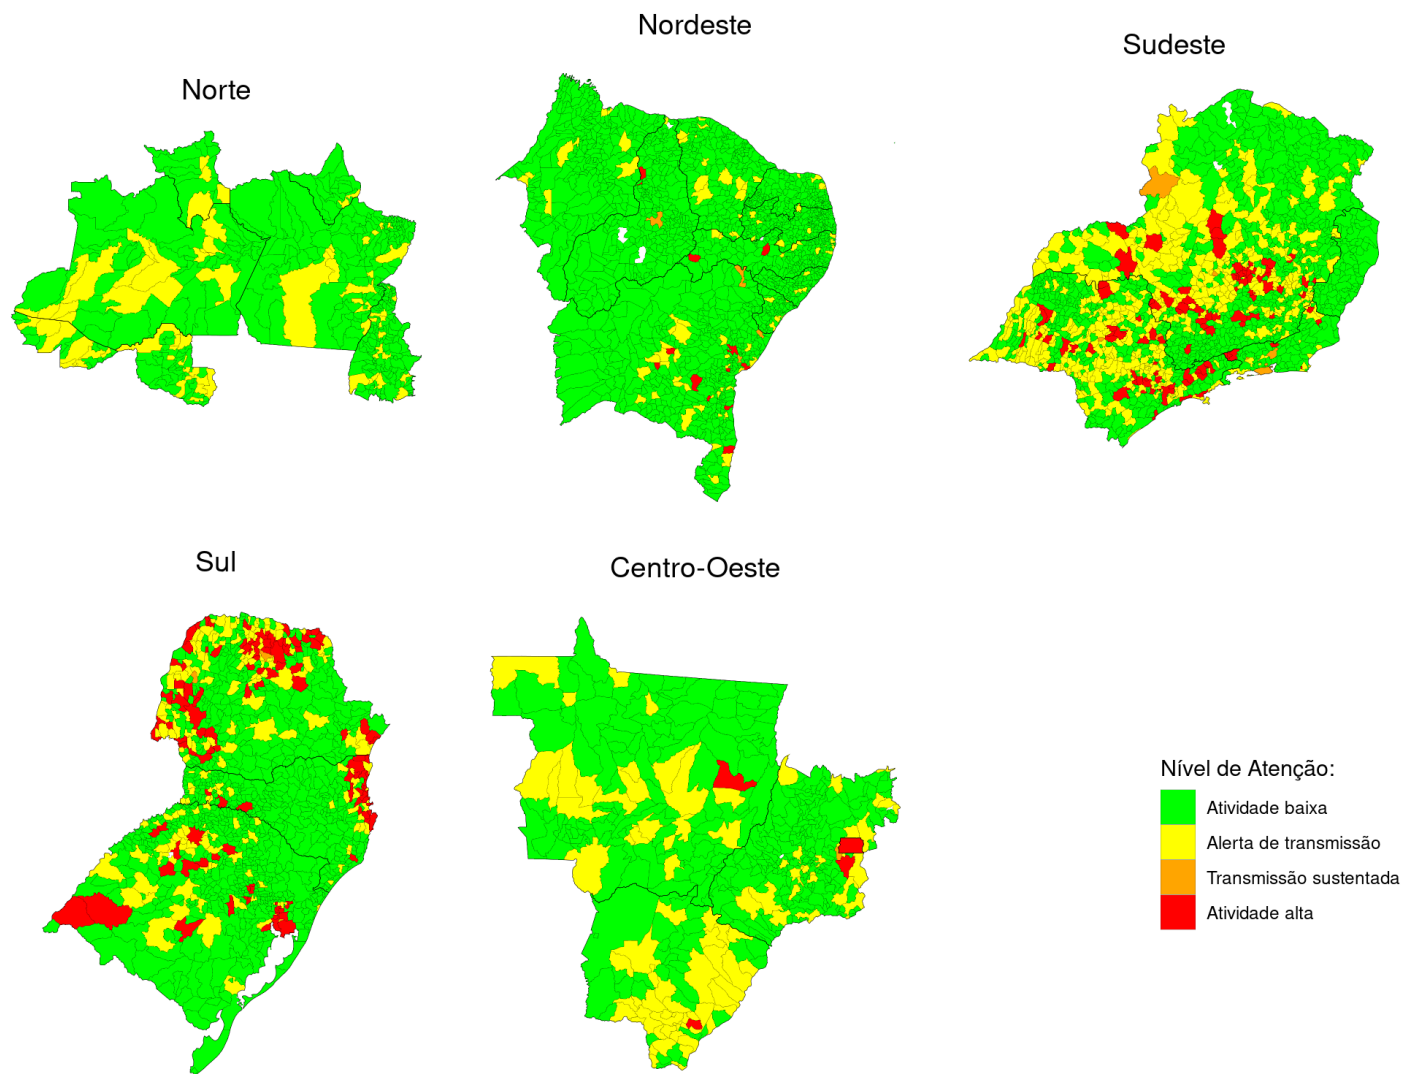 Norte
Nordeste
Sudeste
Sul
Centro-Oeste
Nível de Atenção:
Atividade baixa
Alerta de transmissão
Transmissão sustentada
Atividade alta